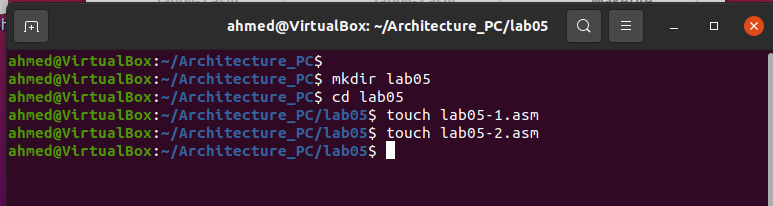 ahmed@VirtualBox: ~/Architecture_PC/lab05
ahmed@VirtualBox:~/Architecture_PC$
ahmed@VirtualBox:~/Architecture_PC$ mkdir lab05
ahmed@VirtualBox:~/Architecture_PC$ cd lab05
ahmed@VirtualBox:~/Architecture_PC/lab05$ touch lab05-1.asm
ahmed@VirtualBox:~/Architecture_PC/lab05$ touch lab05-2.asm
ahmed@VirtualBox:~/Architecture_PC/lab05$